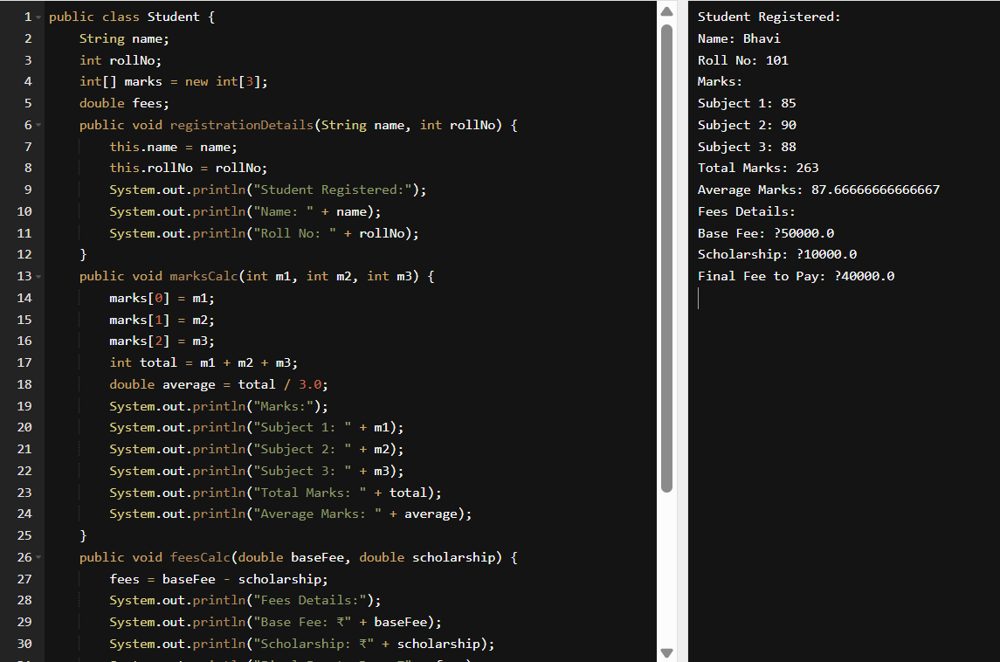 1 public class Student {
2 String name;
3 int rollNo;
4 int[] marks = new int[3];
5 double fees;
6 public void registrationDetails(String name, int rollNo) {
7 this.name = name;
8 this.rollNo = rollNo;
9 System.out.println("Student Registered:");
10 System.out.println("Name: " + name);
11 System.out.println("Roll No: " + rollNo);
12 }
13 public void marksCalc(int m1, int m2, int m3) {
14 marks[0] = m1;
15 marks[1] = m2;
16 marks[2] = m3;
17 int total = m1 + m2 + m3;
18 double average = total / 3.0;
19 System.out.println("Marks:");
20 System.out.println("Subject 1: " + m1);
21 System.out.println("Subject 2: " + m2);
22 System.out.println("Subject 3: " + m3);
23 System.out.println("Total Marks: " + total);
24 System.out.println("Average Marks: " + average);
25 }
26 public void feesCalc(double baseFee, double scholarship) {
27 fees = baseFee - scholarship;
28 System.out.println("Fees Details:");
29 System.out.println("Base Fee: ₹" + baseFee);
30 System.out.println("Scholarship: ₹" + scholarship);
Student Registered:
Name: Bhavi
Roll No: 101
Marks:
Subject 1: 85
Subject 2: 90
Subject 3: 88
Total Marks: 263
Average Marks: 87.66666666666667
Fees Details:
Base Fee: ?50000.0
Scholarship: ?10000.0
Final Fee to Pay: ?40000.0